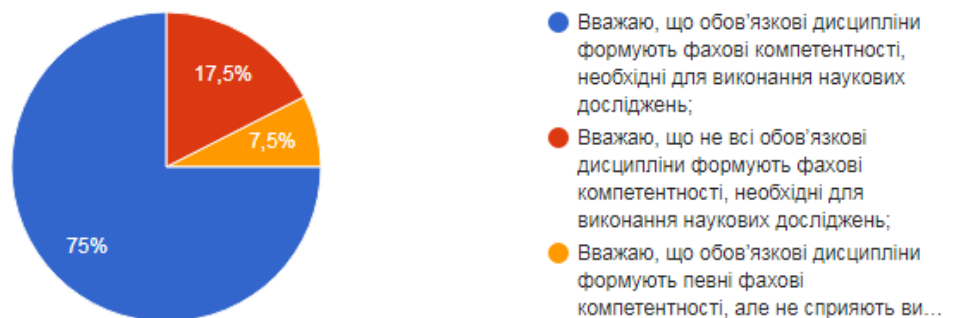 17,5%
7,5%
75%
Вважаю, що обов’язкові дисципліни
формують фахові компетентності,
необхідні для виконання наукових
досліджень;
Вважаю, що не всі обов’язкові
дисципліни формують фахові
компетентності, необхідні для
виконання наукових досліджень;
Вважаю, що обов’язкові дисципліни
формують певні фахові
компетентності, але не сприяють ви…